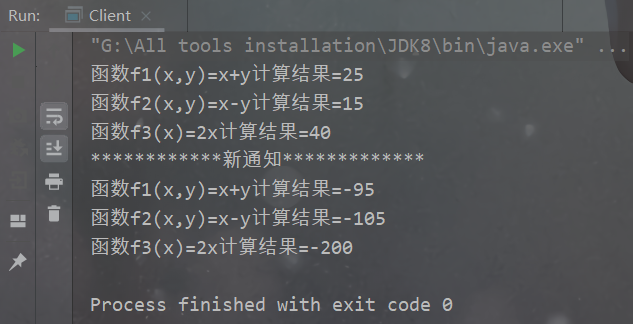 Run: Client ×
"G:\All tools installation\JDK8\bin\java.exe" ...
函数f1(x,y)=x+y计算结果=25
函数f2(x,y)=x-y计算结果=15
函数f3(x)=2x计算结果=40
************新通知*************
函数f1(x,y)=x+y计算结果=-95
函数f2(x,y)=x-y计算结果=-105
函数f3(x)=2x计算结果=-200
Process finished with exit code 0